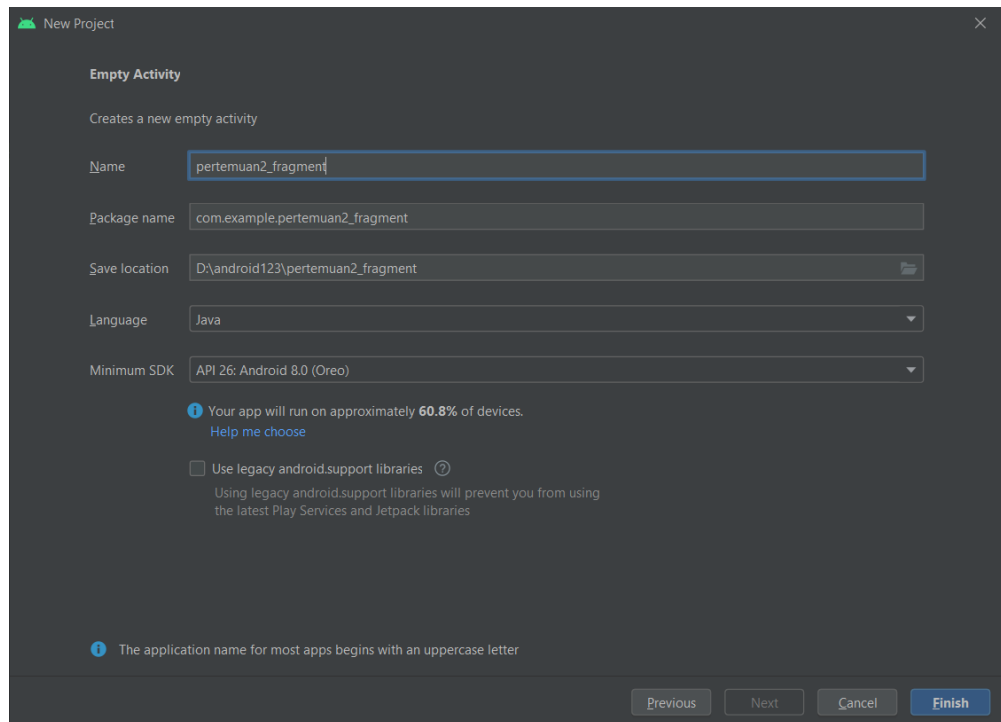 New Project
Empty Activity
Creates a new empty activity
Name pertemuan2_fragment
Package name com.example.pertemuan2_fragment
Save location D:\android123\pertemuan2_fragment
Language Java
Minimum SDK API 26: Android 8.0 (Oreo)
Your app will run on approximately 60.8% of devices.
Help me choose
Use legacy android.support libraries ?
Using legacy android.support libraries will prevent you from using
the latest Play Services and Jetpack libraries
The application name for most apps begins with an uppercase letter
Previous Next Cancel Finish